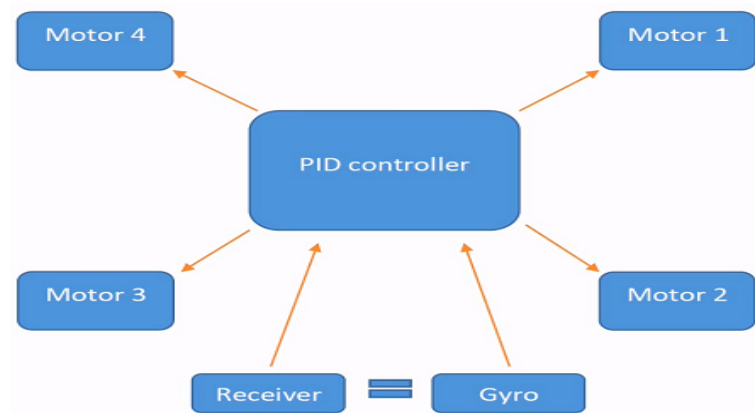 Motor 4
Motor 1
PID controller
Motor 3
Motor 2
Receiver = Gyro